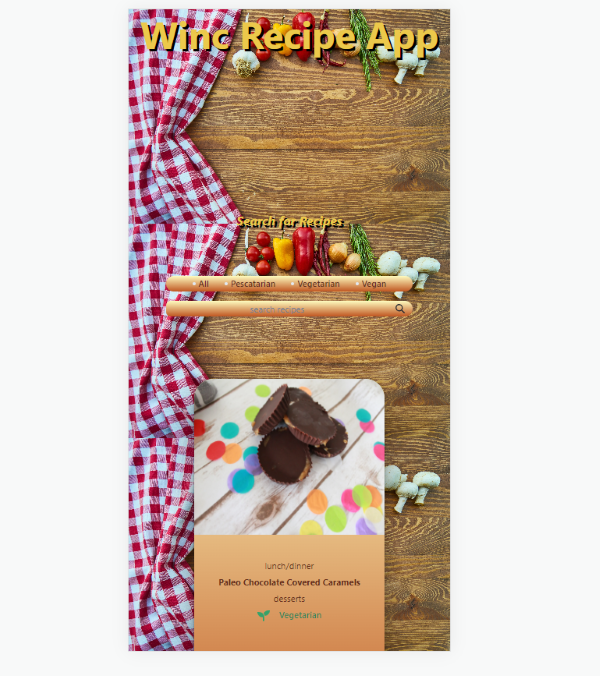 Winc Recipe App
Search for Recipes
All Pescatarian Vegetarian Vegan
search recipes
lunch/dinner
Paleo Chocolate Covered Caramels
desserts
Vegetarian